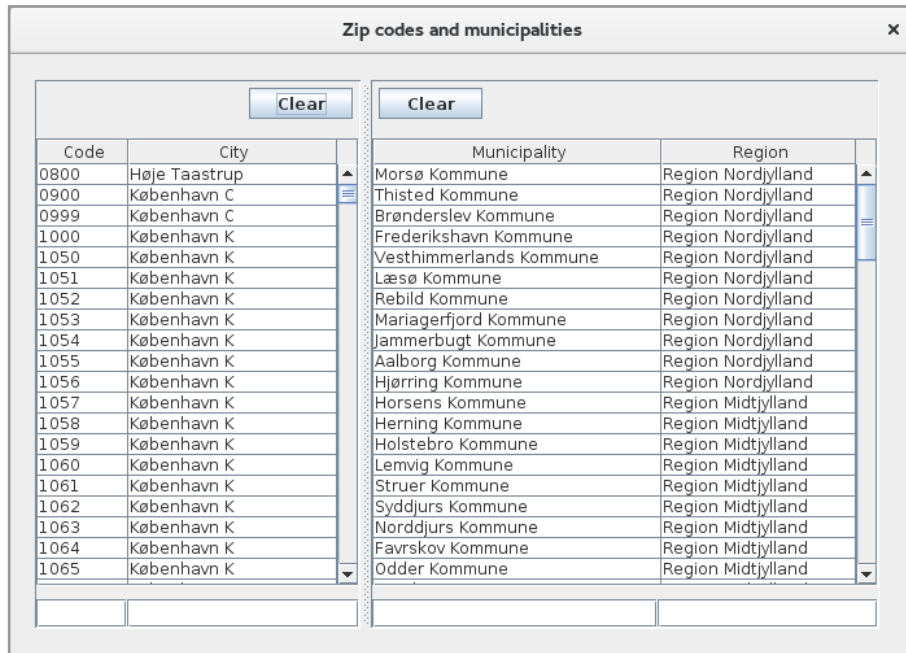 Zip codes and municipalities ×
Clear Clear
Code City Municipality Region
0800 Høje Taastrup Morsø Kommune Region Nordjylland
0900 København C Thisted Kommune Region Nordjylland
0999 København C Brønderslev Kommune Region Nordjylland
1000 København K Frederikshavn Kommune Region Nordjylland
1050 København K Vesthimmerlands Kommune Region Nordjylland
1051 København K Læsø Kommune Region Nordjylland
1052 København K Rebild Kommune Region Nordjylland
1053 København K Mariagerfjord Kommune Region Nordjylland
1054 København K Jammerbugt Kommune Region Nordjylland
1055 København K Aalborg Kommune Region Nordjylland
1056 København K Hjørring Kommune Region Nordjylland
1057 København K Horsens Kommune Region Midtjylland
1058 København K Herning Kommune Region Midtjylland
1059 København K Holstebro Kommune Region Midtjylland
1060 København K Lemvig Kommune Region Midtjylland
1061 København K Struer Kommune Region Midtjylland
1062 København K Syddjurs Kommune Region Midtjylland
1063 København K Norddjurs Kommune Region Midtjylland
1064 København K Favrskov Kommune Region Midtjylland
1065 København K Odder Kommune Region Midtjylland